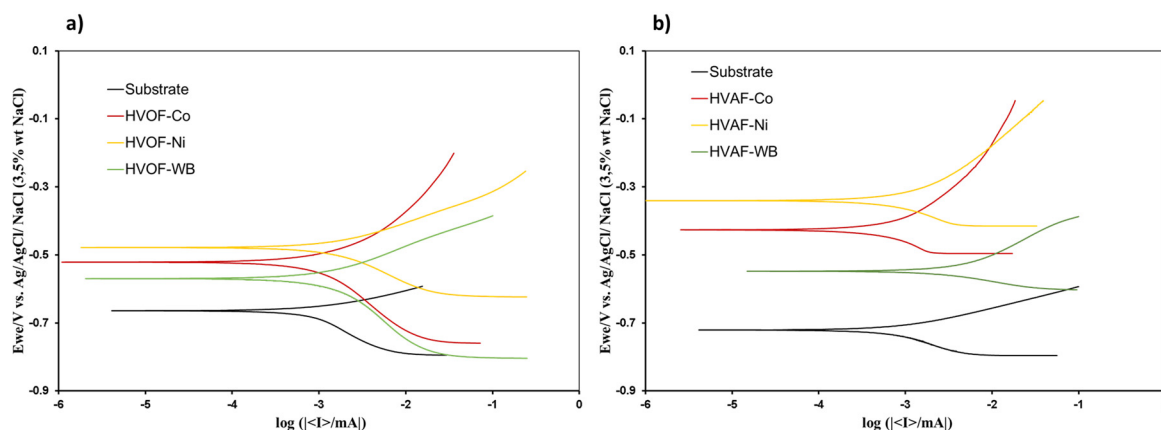 a)
Ewe/V vs. Ag/AgCl/ NaCl (3,5% wt NaCl)
0.1
-0.1
-0.3
-0.5
-0.7
-0.9
Substrate
HVOF-Co
HVOF-Ni
HVOF-WB
-6 -5 -4 -3 -2 -1 0
log (|<I>/mA|)
b)
Ewe/V vs. Ag/AgCl/ NaCl (3,5% wt NaCl)
0.1
-0.1
-0.3
-0.5
-0.7
-0.9
Substrate
HVAF-Co
HVAF-Ni
HVAF-WB
-6 -5 -4 -3 -2 -1
log (|<I>/mA|)